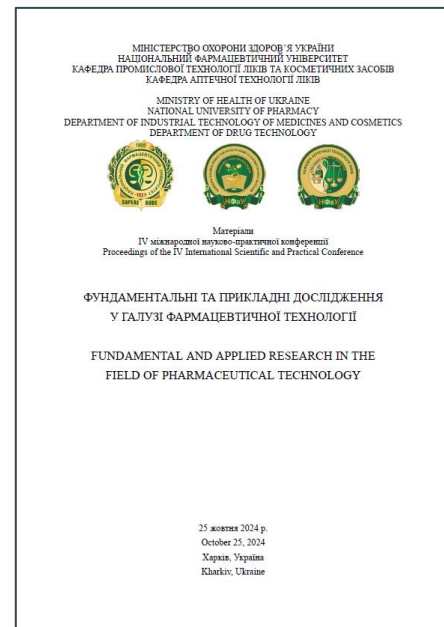 МІНІСТЕРСТВО ОХОРОНИ ЗДОРОВ'Я УКРАЇНИ
НАЦІОНАЛЬНИЙ ФАРМАЦЕВТИЧНИЙ УНІВЕРСИТЕТ
КАФЕДРА ПРОМИСЛОВОЇ ТЕХНОЛОГІЇ ЛІКІВ ТА КОСМЕТИЧНИХ ЗАСОБІВ
КАФЕДРА АПТЕЧНОЇ ТЕХНОЛОГІЇ ЛІКІВ
MINISTRY OF HEALTH OF UKRAINE
NATIONAL UNIVERSITY OF PHARMACY
DEPARTMENT OF INDUSTRIAL TECHNOLOGY OF MEDICINES AND COSMETICS
DEPARTMENT OF DRUG TECHNOLOGY
SAPERE AUDE
НФаУ
НФаУ
Матеріали
IV міжнародної науково-практичної конференції
Proceedings of the IV International Scientific and Practical Conference
ФУНДАМЕНТАЛЬНІ ТА ПРИКЛАДНІ ДОСЛІДЖЕННЯ
У ГАЛУЗІ ФАРМАЦЕВТИЧНОЇ ТЕХНОЛОГІЇ
FUNDAMENTAL AND APPLIED RESEARCH IN THE
FIELD OF PHARMACEUTICAL TECHNOLOGY
25 жовтня 2024 р.
October 25, 2024
Харків, Україна
Kharkiv, Ukraine